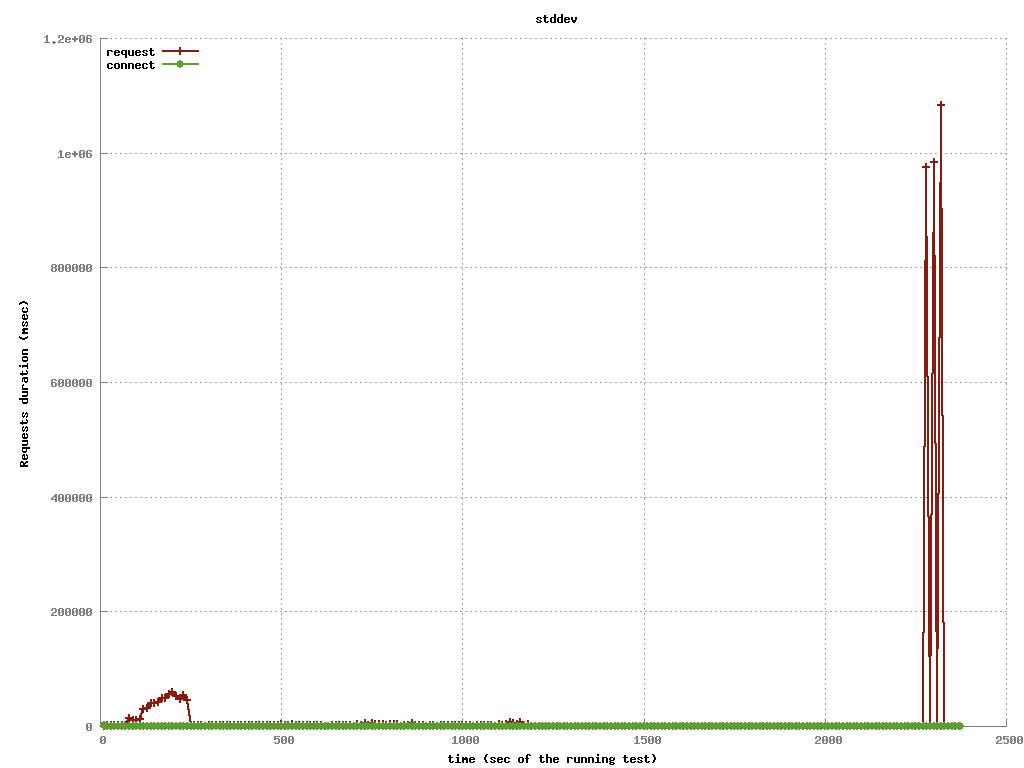 stddev
1.2e+06
request
connect
1e+06
800000
600000
400000
200000
0
Requests duration (msec)
0 500 1000 1500 2000 2500
time (sec of the running test)